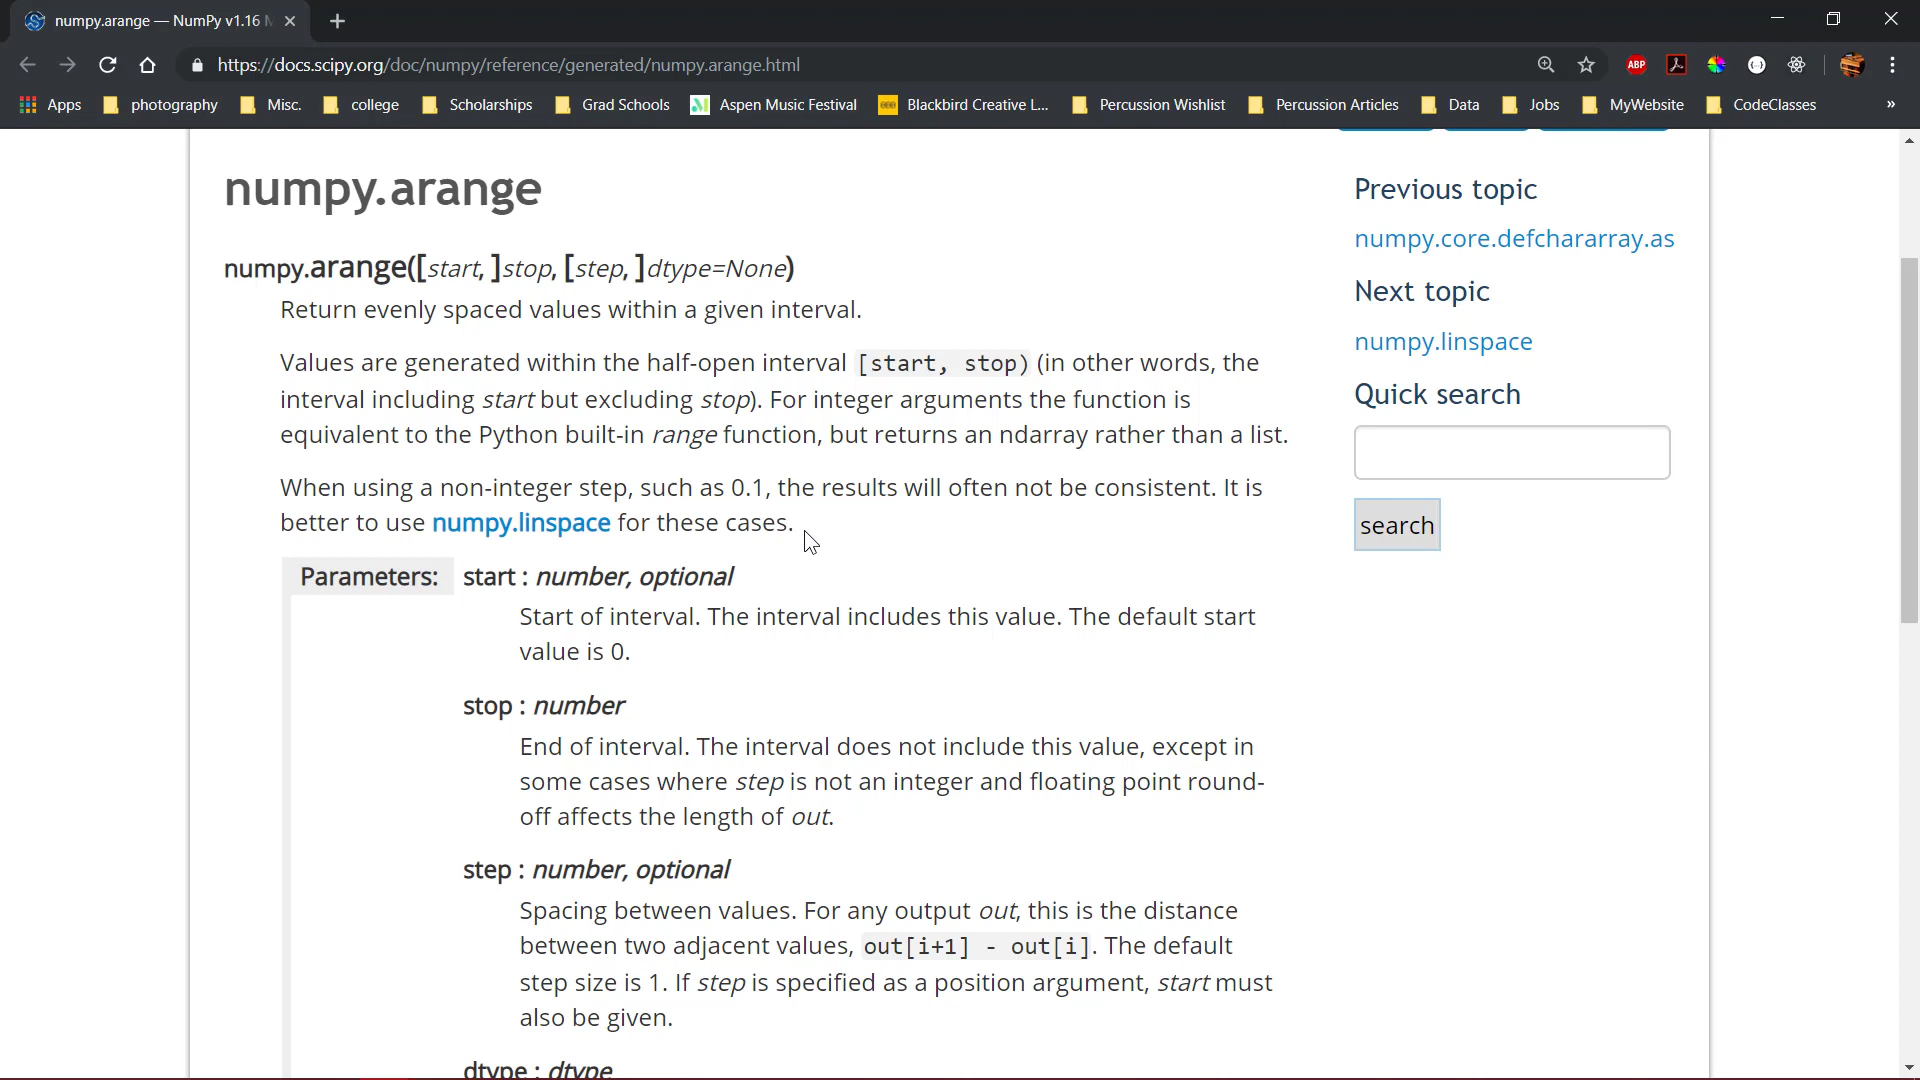 numpy.arange — NumPy v1.16
https://docs.scipy.org/doc/numpy/reference/generated/numpy.arange.html
ABP
Apps photography Misc. college Scholarships Grad Schools Aspen Music Festival Blackbird Creative L... Percussion Wishlist Percussion Articles Data Jobs MyWebsite CodeClasses »
numpy.arange
numpy.arange([start, ]stop, [step, ]dtype=None)
Return evenly spaced values within a given interval.
Values are generated within the half-open interval [start, stop) (in other words, the
interval including start but excluding stop). For integer arguments the function is
equivalent to the Python built-in range function, but returns an ndarray rather than a list.
When using a non-integer step, such as 0.1, the results will often not be consistent. It is
better to use numpy.linspace for these cases.
Parameters: start : number, optional
Start of interval. The interval includes this value. The default start
value is 0.
stop : number
End of interval. The interval does not include this value, except in
some cases where step is not an integer and floating point round-
off affects the length of out.
step : number, optional
Spacing between values. For any output out, this is the distance
between two adjacent values, out[i+1] - out[i]. The default
step size is 1. If step is specified as a position argument, start must
also be given.
dtype : dtype
Previous topic
numpy.core.defchararray.as
Next topic
numpy.linspace
Quick search
search